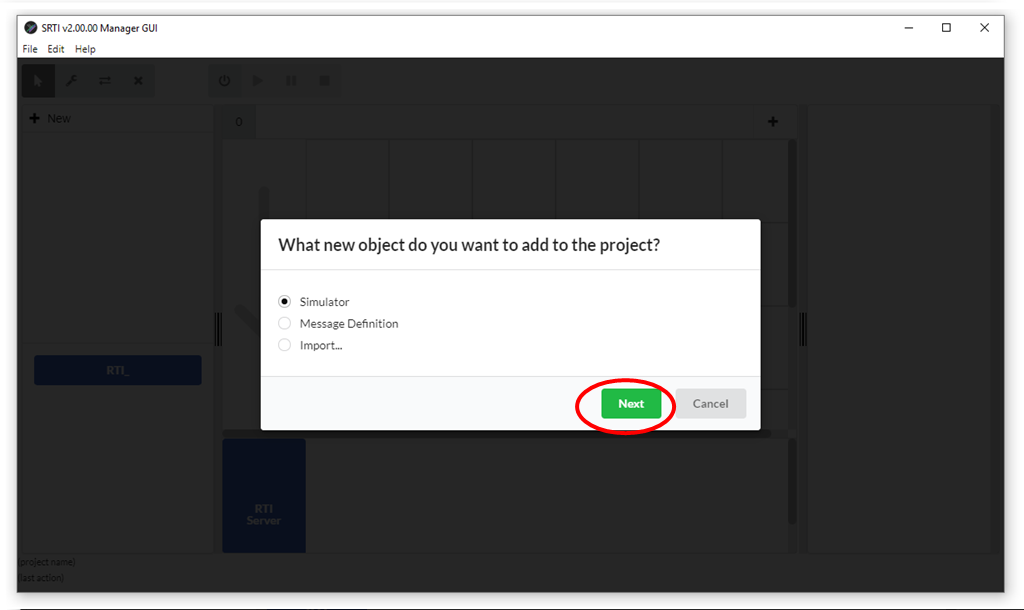 SRTI v2.00.00 Manager GUI
File Edit Help
New
0
What new object do you want to add to the project?
Simulator
Message Definition
Import...
RTI_
Next
Cancel
RTI
Server
(project name)
(last action)